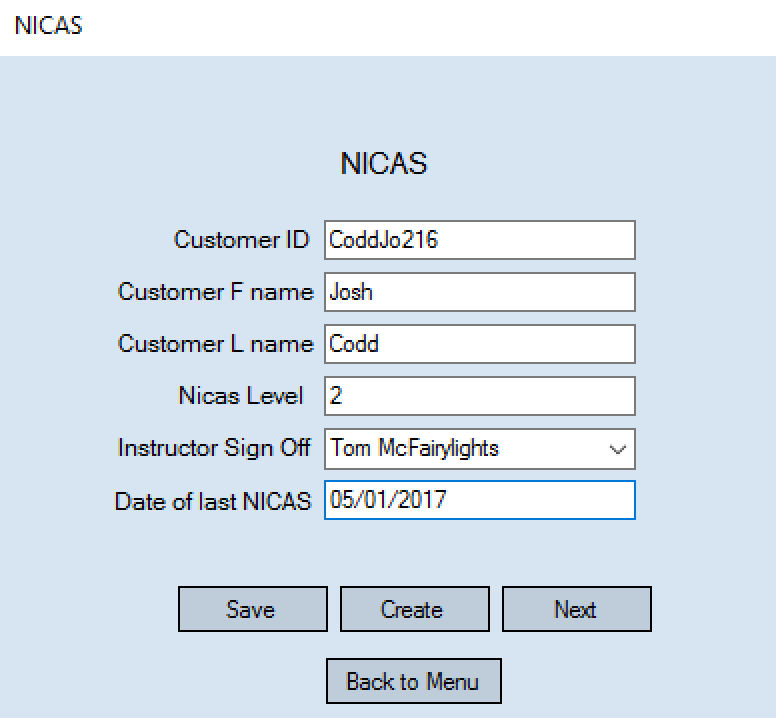 NICAS
NICAS
Customer ID CoddJo216
Customer F name Josh
Customer L name Codd
Nicas Level 2
Instructor Sign Off Tom McFairylights
Date of last NICAS 05/01/2017
Save Create Next
Back to Menu